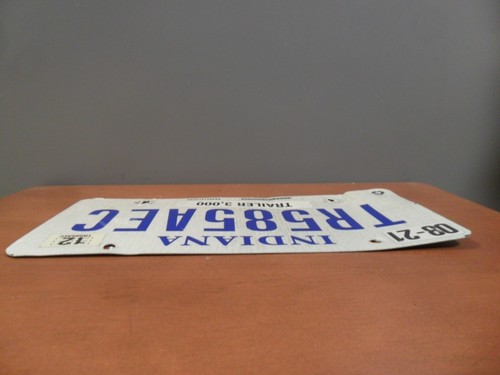 INDIANA
08-21
12
TR585AEC
TRAILER 3,000